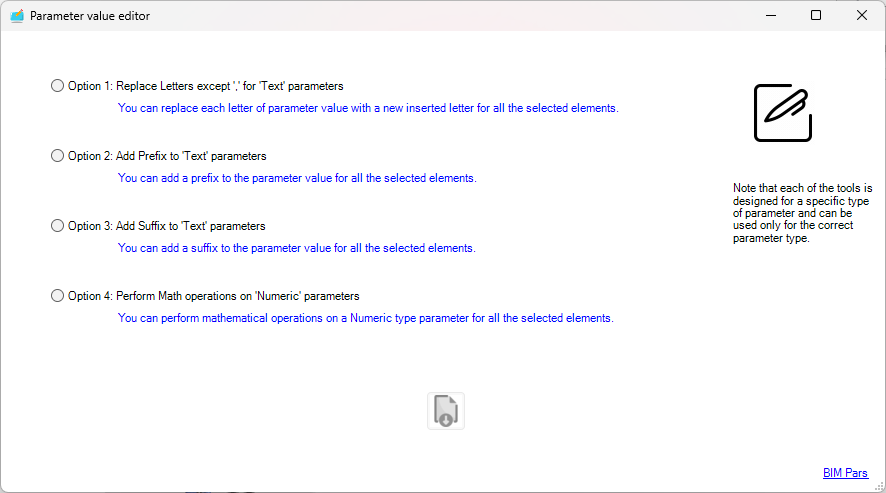 Parameter value editor
Option 1: Replace Letters except ',' for 'Text' parameters
You can replace each letter of parameter value with a new inserted letter for all the selected elements.
Option 2: Add Prefix to 'Text' parameters
You can add a prefix to the parameter value for all the selected elements.
Option 3: Add Suffix to 'Text' parameters
You can add a suffix to the parameter value for all the selected elements.
Option 4: Perform Math operations on 'Numeric' parameters
You can perform mathematical operations on a Numeric type parameter for all the selected elements.
Note that each of the tools is
designed for a specific type
of parameter and can be
used only for the correct
parameter type.
BIM Pars